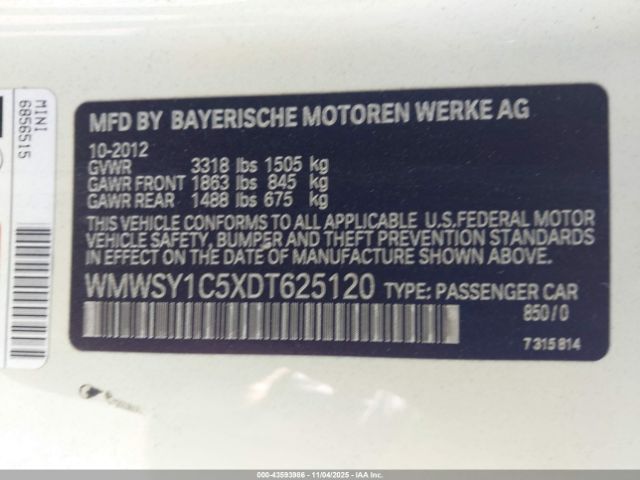 MFD BY BAYERISCHE MOTOREN WERKE AG
10-2012
GVWR 3318 lbs 1505 kg
GAWR FRONT 1863 lbs 845 kg
GAWR REAR 1488 lbs 675 kg
THIS VEHICLE CONFORMS TO ALL APPLICABLE U.S.FEDERAL MOTOR
VEHICLE SAFETY, BUMPER AND THEFT PREVENTION STANDARDS
IN EFFECT ON THE DATE OF MANUFACTURE SHOWN ABOVE.
WMWSY1C5XDT625120 TYPE: PASSENGER CAR
850/0
7315814
MINI
6856515
000-43593986 - 11/04/2025 - IAAI.com